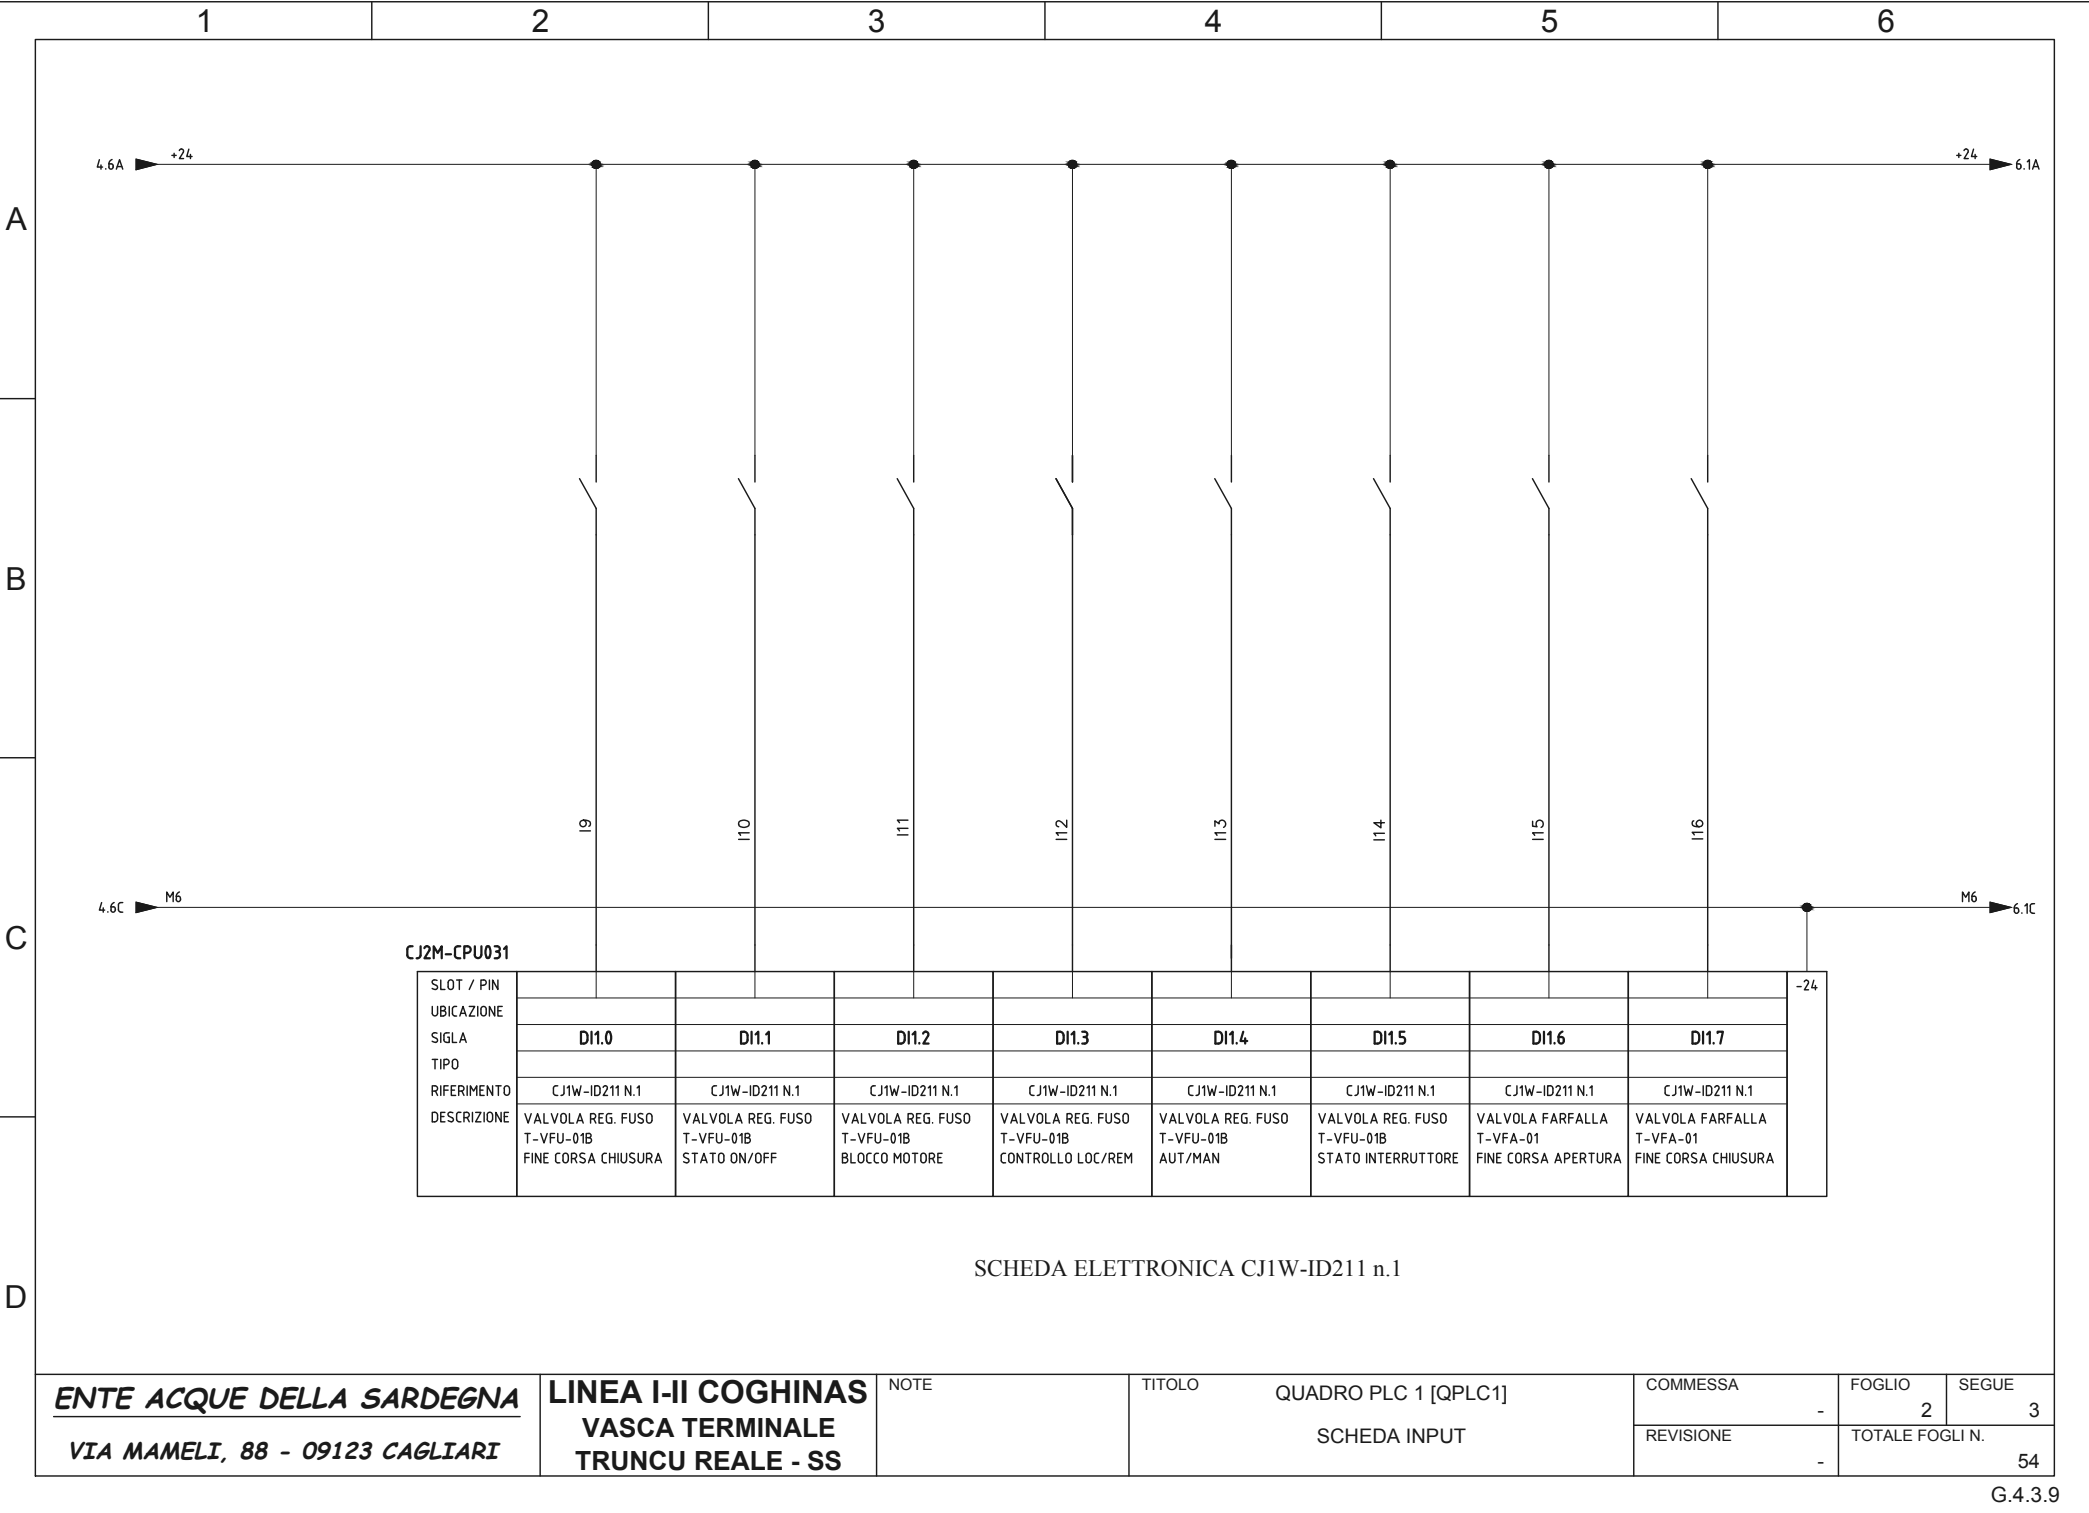 1 2 3 4 5 6
A
B
C
D
4.6A +24 +24 6.1A
I9 I10 I11 I12 I13 I14 I15 I16
4.6C M6 M6 6.1C
CJ2M-CPU031
SLOT / PIN -24
UBICAZIONE
SIGLA DI1.0 DI1.1 DI1.2 DI1.3 DI1.4 DI1.5 DI1.6 DI1.7
TIPO
RIFERIMENTO CJ1W-ID211 N.1 CJ1W-ID211 N.1 CJ1W-ID211 N.1 CJ1W-ID211 N.1 CJ1W-ID211 N.1 CJ1W-ID211 N.1 CJ1W-ID211 N.1 CJ1W-ID211 N.1
DESCRIZIONE
VALVOLA REG. FUSO
T-VFU-01B
FINE CORSA CHIUSURA
VALVOLA REG. FUSO
T-VFU-01B
STATO ON/OFF
VALVOLA REG. FUSO
T-VFU-01B
BLOCCO MOTORE
VALVOLA REG. FUSO
T-VFU-01B
CONTROLLO LOC/REM
VALVOLA REG. FUSO
T-VFU-01B
AUT/MAN
VALVOLA REG. FUSO
T-VFU-01B
STATO INTERRUTTORE
VALVOLA FARFALLA
T-VFA-01
FINE CORSA APERTURA
VALVOLA FARFALLA
T-VFA-01
FINE CORSA CHIUSURA
SCHEDA ELETTRONICA CJ1W-ID211 n.1
ENTE ACQUE DELLA SARDEGNA
VIA MAMELI, 88 - 09123 CAGLIARI
LINEA I-II COGHINAS
VASCA TERMINALE
TRUNCU REALE - SS
NOTE
TITOLO
QUADRO PLC 1 [QPLC1]
SCHEDA INPUT
COMMESSA
-
REVISIONE
-
FOGLIO
2
SEGUE
3
TOTALE FOGLI N.
54
G.4.3.9